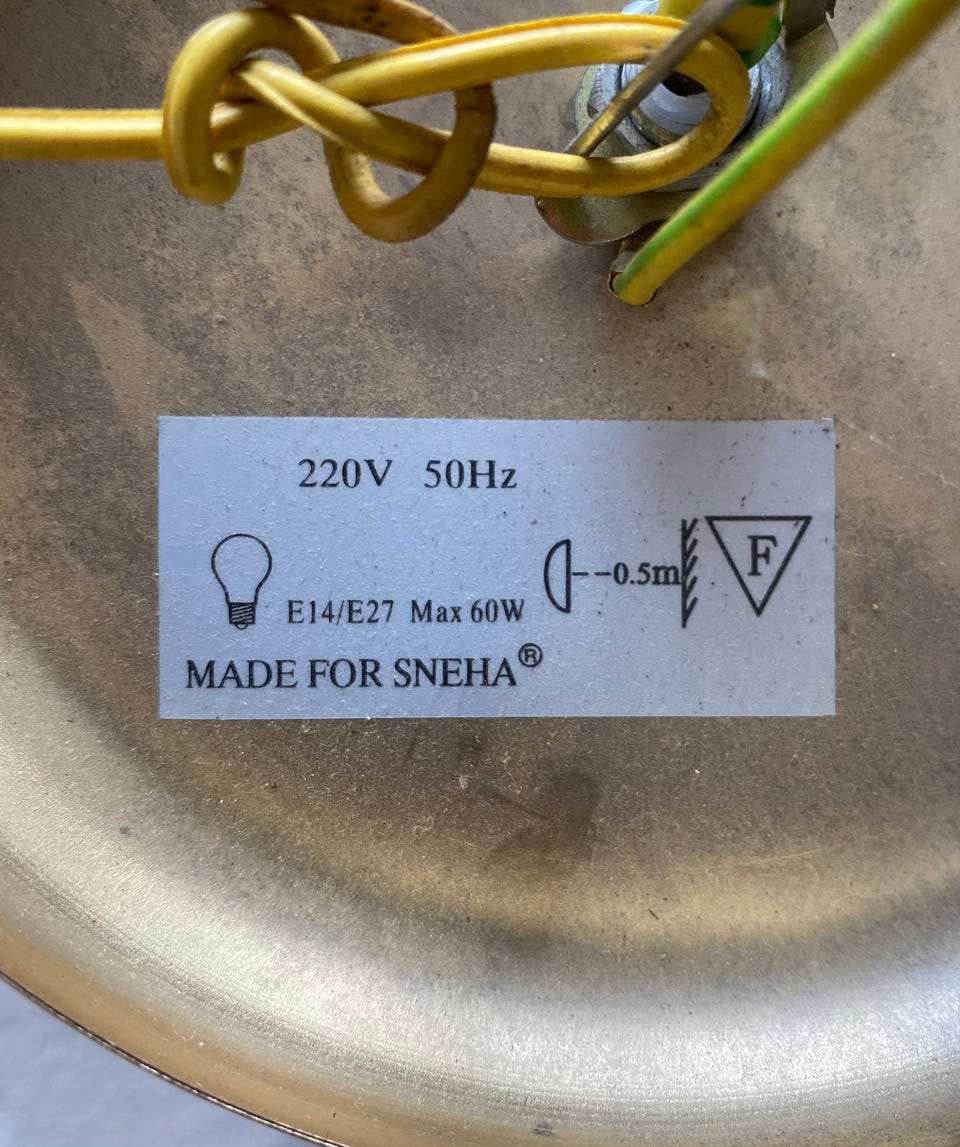 220V 50Hz
E14/E27 Max 60W
0.5m
F
MADE FOR SNEHA®